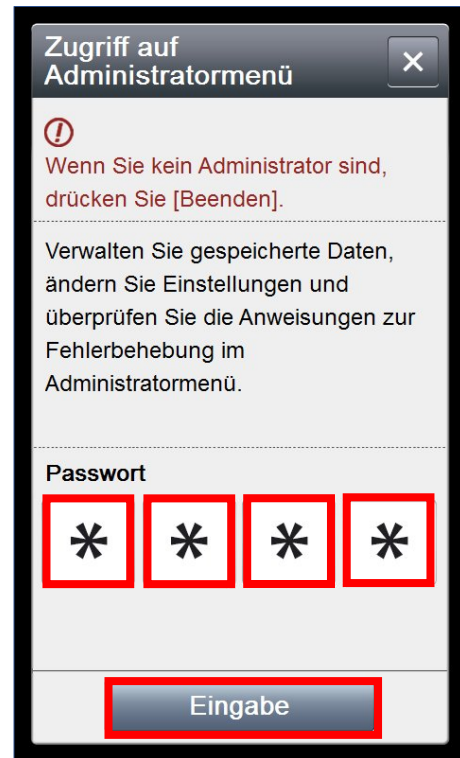 Zugriff auf
Administratormenü
Wenn Sie kein Administrator sind,
drücken Sie [Beenden].
Verwalten Sie gespeicherte Daten,
ändern Sie Einstellungen und
überprüfen Sie die Anweisungen zur
Fehlerbehebung im
Administratormenü.
Passwort
* * * *
Eingabe